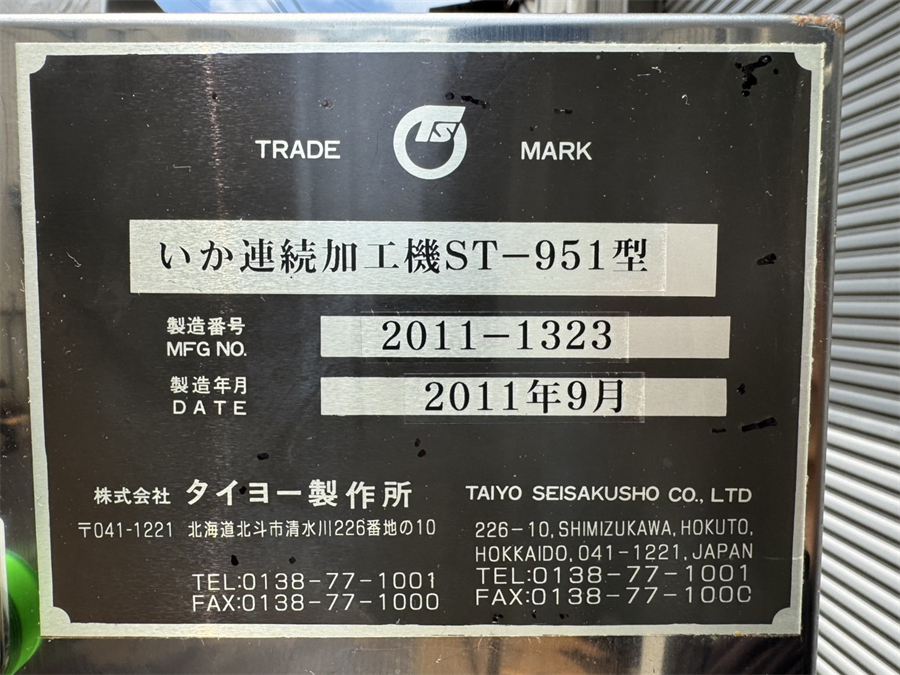 TRADE TS MARK
いか連続加工機ST-951型
製造番号
MFG NO. 2011-1323
製造年月
DATE 2011年9月
株式会社 タイヨー製作所
〒041-1221 北海道北斗市清水川226番地の10
TEL:0138-77-1001
FAX:0138-77-1000
TAIYO SEISAKUSHO CO., LTD
226-10, SHIMIZUKAWA, HOKUTO,
HOKKAIDO, 041-1221, JAPAN
TEL:0138-77-1001
FAX:0138-77-100C